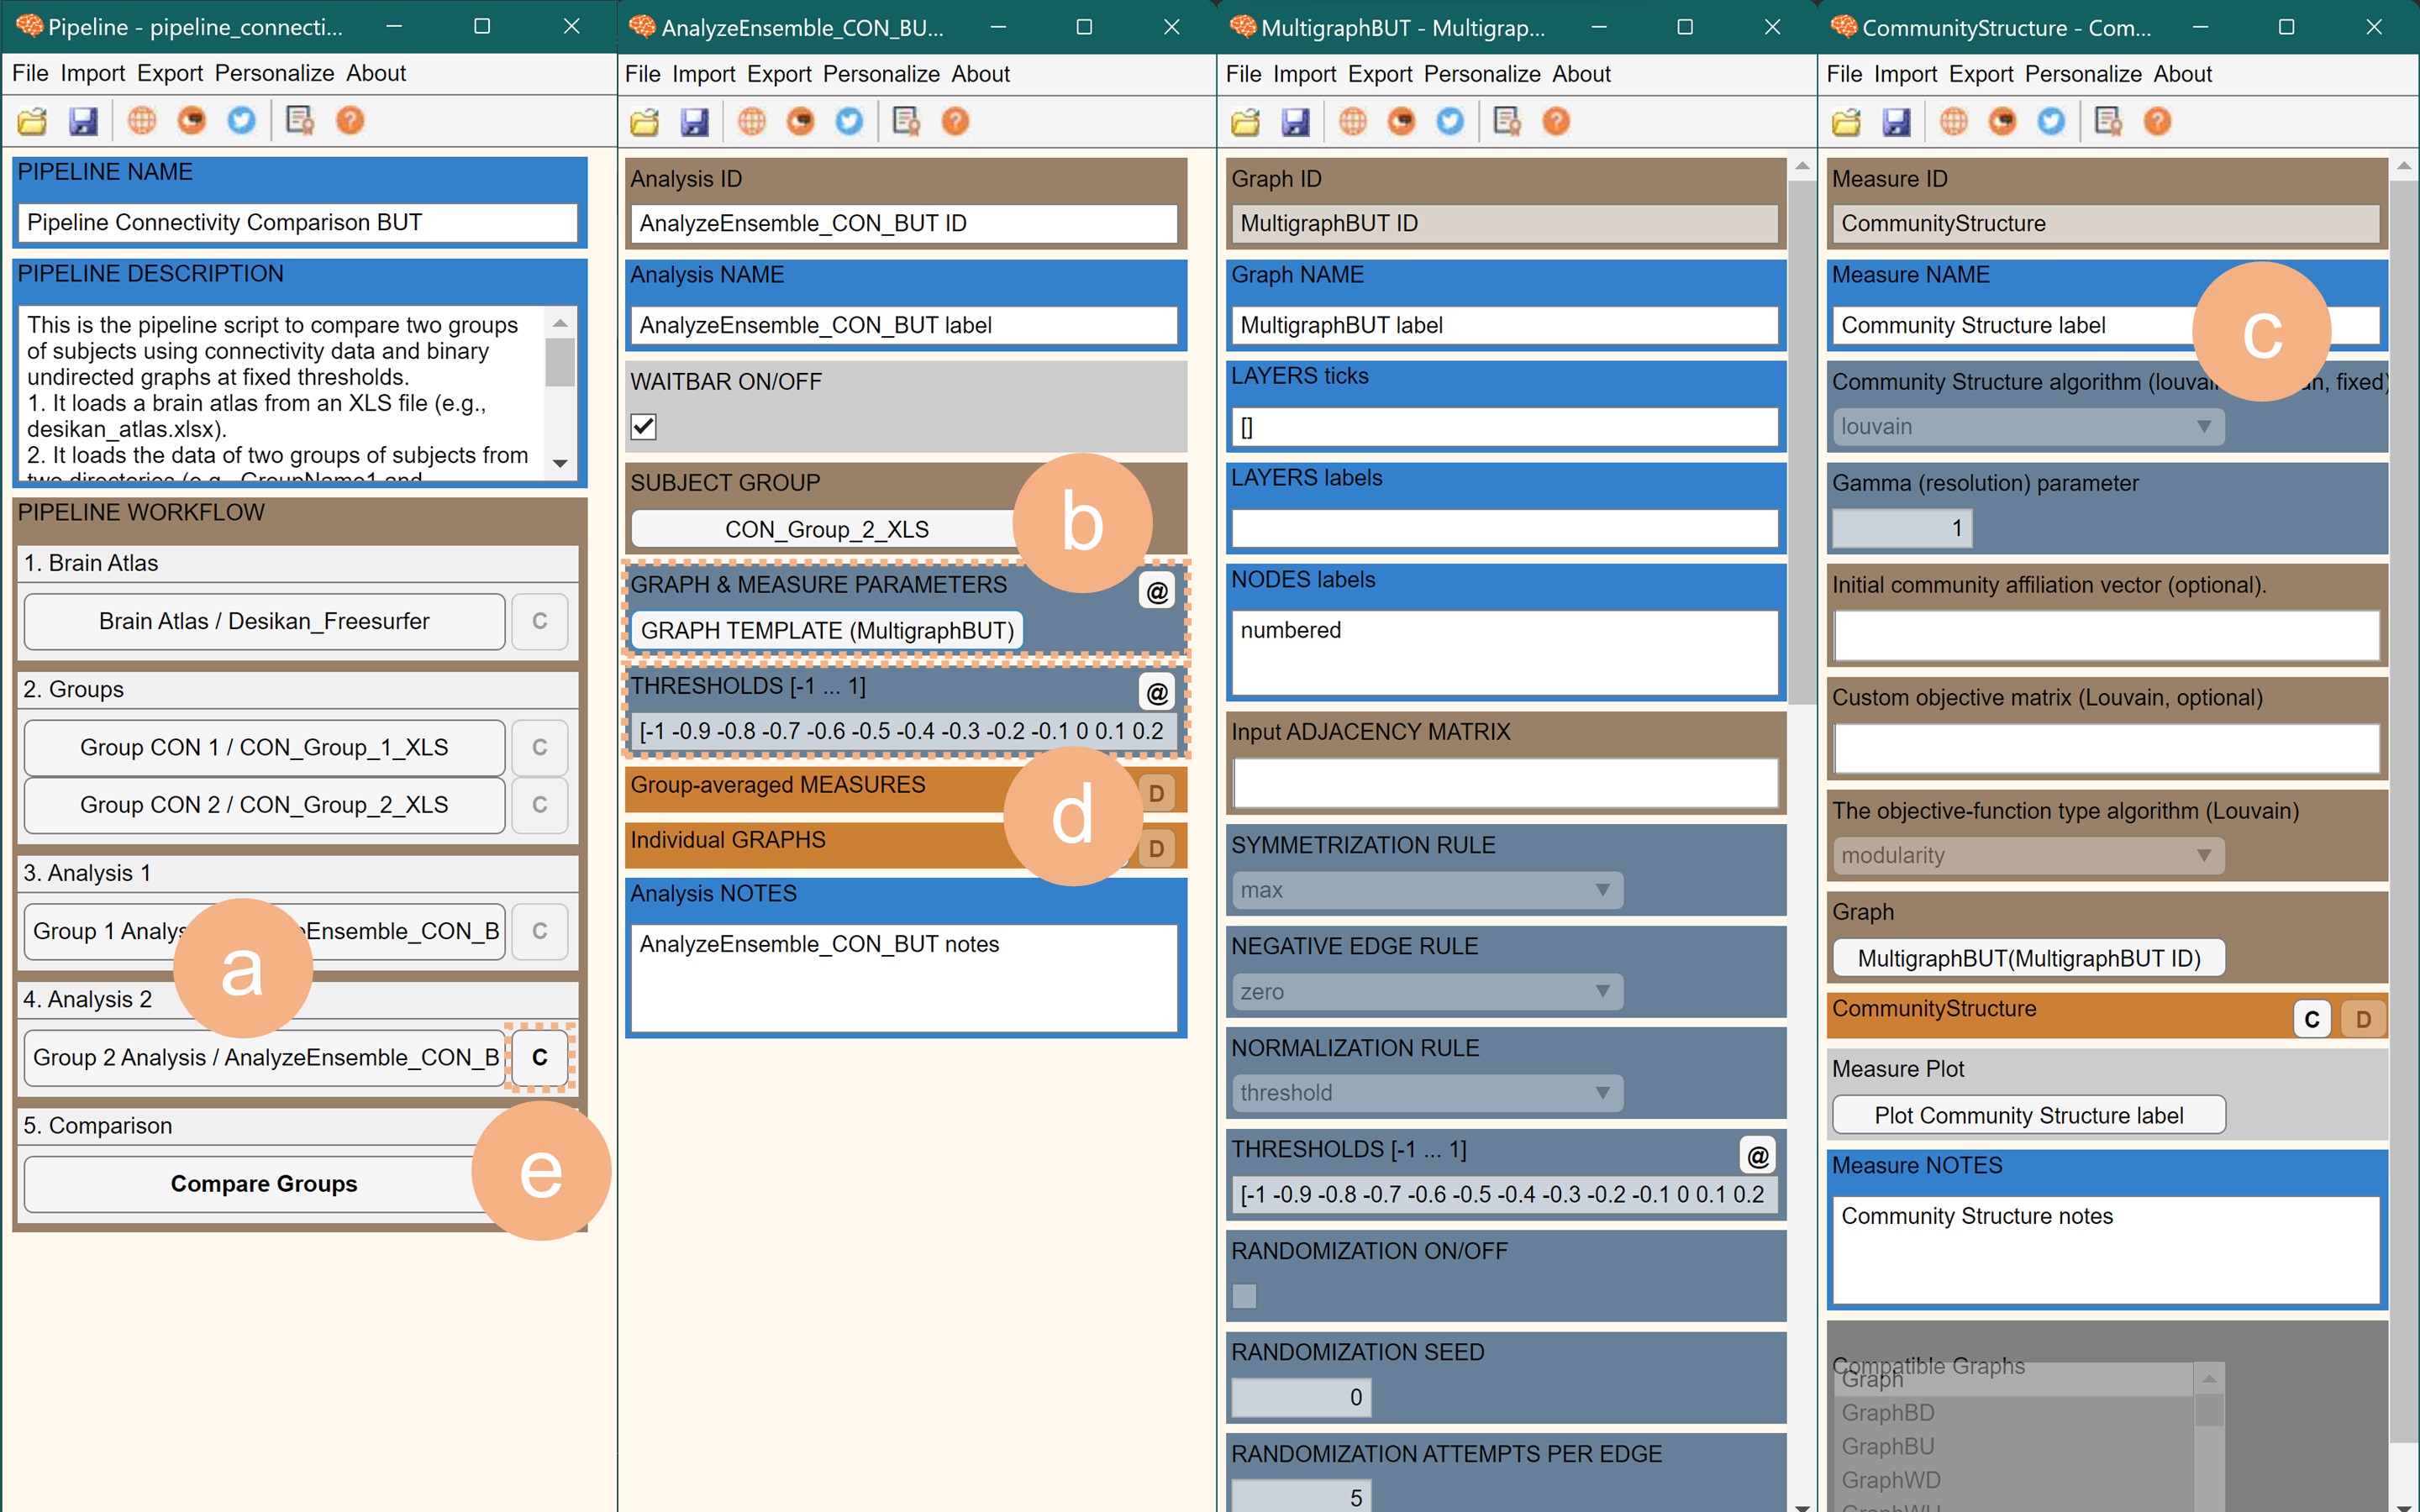 Pipeline - pipeline_connecti...
File Import Export Personalize About
PIPELINE NAME
Pipeline Connectivity Comparison BUT
PIPELINE DESCRIPTION
This is the pipeline script to compare two groups
of subjects using connectivity data and binary
undirected graphs at fixed thresholds.
1. It loads a brain atlas from an XLS file (e.g.,
desikan_atlas.xlsx).
2. It loads the data of two groups of subjects from
two directories (e.g., GroupName1 and
PIPELINE WORKFLOW
1. Brain Atlas
Brain Atlas / Desikan_Freesurfer C
2. Groups
Group CON 1 / CON_Group_1_XLS C
Group CON 2 / CON_Group_2_XLS C
3. Analysis 1
Group 1 Analys Ensemble_CON_B C
a
4. Analysis 2
Group 2 Analysis / AnalyzeEnsemble_CON_B C
5. Comparison
Compare Groups
e
AnalyzeEnsemble_CON_BU...
File Import Export Personalize About
Analysis ID
AnalyzeEnsemble_CON_BUT ID
Analysis NAME
AnalyzeEnsemble_CON_BUT label
WAITBAR ON/OFF
SUBJECT GROUP
CON_Group_2_XLS
b
GRAPH & MEASURE PARAMETERS @
GRAPH TEMPLATE (MultigraphBUT)
THRESHOLDS [-1 ... 1] @
[-1 -0.9 -0.8 -0.7 -0.6 -0.5 -0.4 -0.3 -0.2 -0.1 0 0.1 0.2
Group-averaged MEASURES D
d
Individual GRAPHS D
Analysis NOTES
AnalyzeEnsemble_CON_BUT notes
MultigraphBUT - Multigrap...
File Import Export Personalize About
Graph ID
MultigraphBUT ID
Graph NAME
MultigraphBUT label
LAYERS ticks
[]
LAYERS labels
NODES labels
numbered
Input ADJACENCY MATRIX
SYMMETRIZATION RULE
max
NEGATIVE EDGE RULE
zero
NORMALIZATION RULE
threshold
THRESHOLDS [-1 ... 1] @
[-1 -0.9 -0.8 -0.7 -0.6 -0.5 -0.4 -0.3 -0.2 -0.1 0 0.1 0.2
RANDOMIZATION ON/OFF
RANDOMIZATION SEED
0
RANDOMIZATION ATTEMPTS PER EDGE
5
CommunityStructure - Com...
File Import Export Personalize About
Measure ID
CommunityStructure
Measure NAME
Community Structure label
c
Community Structure algorithm (louvai n, fixed)
louvain
Gamma (resolution) parameter
1
Initial community affiliation vector (optional).
Custom objective matrix (Louvain, optional)
The objective-function type algorithm (Louvain)
modularity
Graph
MultigraphBUT(MultigraphBUT ID)
CommunityStructure C D
Measure Plot
Plot Community Structure label
Measure NOTES
Community Structure notes
Compatible Graphs
Graph
GraphBD
GraphBU
GraphWD